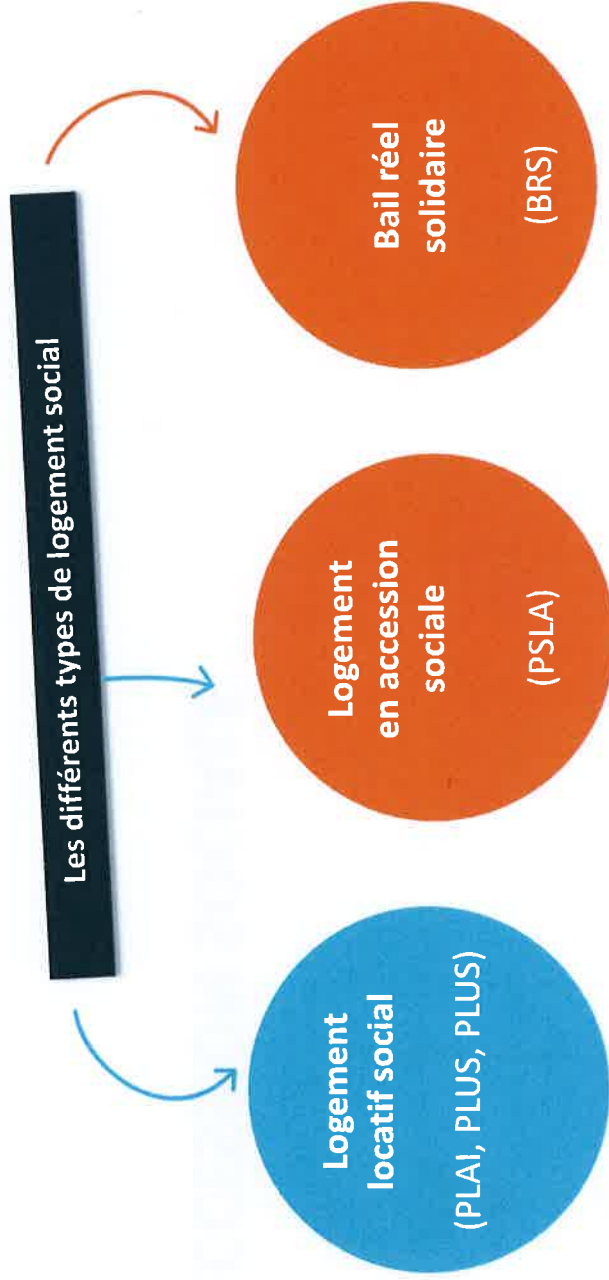 Les différents types de logement social
Logement
locatif social
(PLAI, PLUS, PLUS)
Logement
en accession
sociale
(PSLA)
Bail réel
solidaire
(BRS)